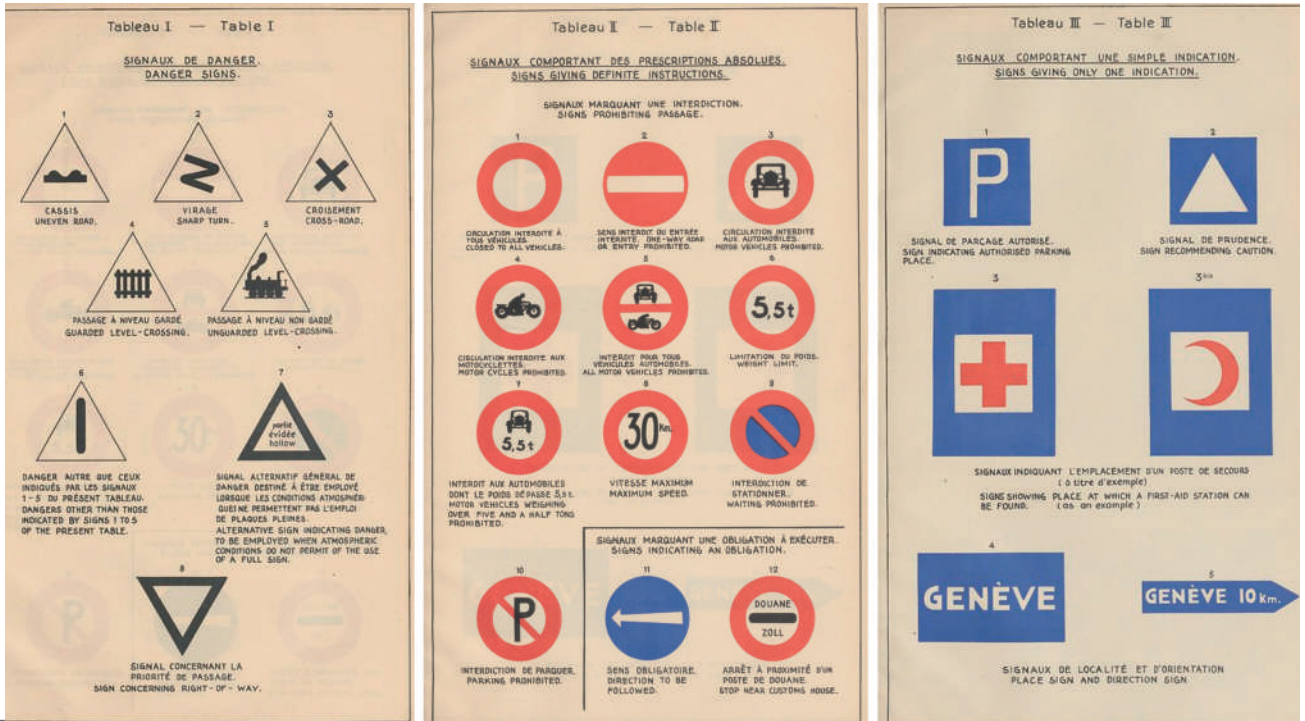 Tableau I — Table I
SIGNAUX DE DANGER.
DANGER SIGNS.
1
2
3
CASSIS
UNEVEN ROAD.
VIRAGE
SHARP TURN.
CROISEMENT
CROSS-ROAD.
4
5
PASSAGE À NIVEAU GARDÉ
GUARDED LEVEL-CROSSING.
PASSAGE À NIVEAU NON GARDÉ
UNGUARDED LEVEL-CROSSING.
6
7
partie
évidée
hollow
DANGER AUTRE QUE CEUX
INDIQUÉS PAR LES SIGNAUX
1-5 DU PRÉSENT TABLEAU.
DANGERS OTHER THAN THOSE
INDICATED BY SIGNS 1 TO 5
OF THE PRESENT TABLE.
SIGNAL ALTERNATIF GÉNÉRAL DE
DANGER DESTINÉ À ÊTRE EMPLOYÉ
LORSQUE LES CONDITIONS ATMOSPHÉRI-
QUES NE PERMETTENT PAS L'EMPLOI
DE PLAQUES PLEINES.
ALTERNATIVE SIGN INDICATING DANGER,
TO BE EMPLOYED WHEN ATMOSPHERIC
CONDITIONS DO NOT PERMIT OF THE USE
OF A FULL SIGN.
8
SIGNAL CONCERNANT LA
PRIORITÉ DE PASSAGE.
SIGN CONCERNING RIGHT-OF-WAY.
Tableau II — Table II
SIGNAUX COMPORTANT DES PRESCRIPTIONS ABSOLUES.
SIGNS GIVING DEFINITE INSTRUCTIONS.
SIGNAUX MARQUANT UNE INTERDICTION.
SIGNS PROHIBITING PASSAGE.
1
2
3
CIRCULATION INTERDITE À
TOUS VÉHICULES.
CLOSED TO ALL VEHICLES.
SENS INTERDIT OU ENTRÉE
INTERDITE. ONE-WAY ROAD
OR ENTRY PROHIBITED.
CIRCULATION INTERDITE
AUX AUTOMOBILES.
MOTOR VEHICLES PROHIBITED.
4
5
6
5,5t
CIRCULATION INTERDITE AUX
MOTOCYCLETTES.
MOTOR CYCLES PROHIBITED.
INTERDIT POUR TOUS
VÉHICULES AUTOMOBILES.
ALL MOTOR VEHICLES PROHIBITED.
LIMITATION DU POIDS.
WEIGHT LIMIT.
7
8
9
5,5t
30 Km.
INTERDIT AUX AUTOMOBILES
DONT LE POIDS DÉPASSE 5,5t.
MOTOR VEHICLES WEIGHING
OVER FIVE AND A HALF TONS
PROHIBITED.
VITESSE MAXIMUM
MAXIMUM SPEED.
INTERDICTION DE
STATIONNER.
WAITING PROHIBITED.
SIGNAUX MARQUANT UNE OBLIGATION À EXÉCUTER.
SIGNS INDICATING AN OBLIGATION.
10
11
12
P
DOUANE
ZOLL
INTERDICTION DE PARQUER.
PARKING PROHIBITED.
SENS OBLIGATOIRE.
DIRECTION TO BE
FOLLOWED.
ARRÊT À PROXIMITÉ D'UN
POSTE DE DOUANE.
STOP NEAR CUSTOMS HOUSE.
Tableau III — Table III
SIGNAUX COMPORTANT UNE SIMPLE INDICATION.
SIGNS GIVING ONLY ONE INDICATION.
1
2
P
SIGNAL DE PARCAGE AUTORISÉ.
SIGN INDICATING AUTHORISED PARKING
PLACE.
SIGNAL DE PRUDENCE.
SIGN RECOMMENDING CAUTION.
3
3bis
SIGNAUX INDIQUANT L'EMPLACEMENT D'UN POSTE DE SECOURS
(à titre d'exemple)
SIGNS SHOWING PLACE AT WHICH A FIRST-AID STATION CAN
BE FOUND. (as an example)
4
5
GENÈVE
GENÈVE 10 km.
SIGNAUX DE LOCALITÉ ET D'ORIENTATION
PLACE SIGN AND DIRECTION SIGN.